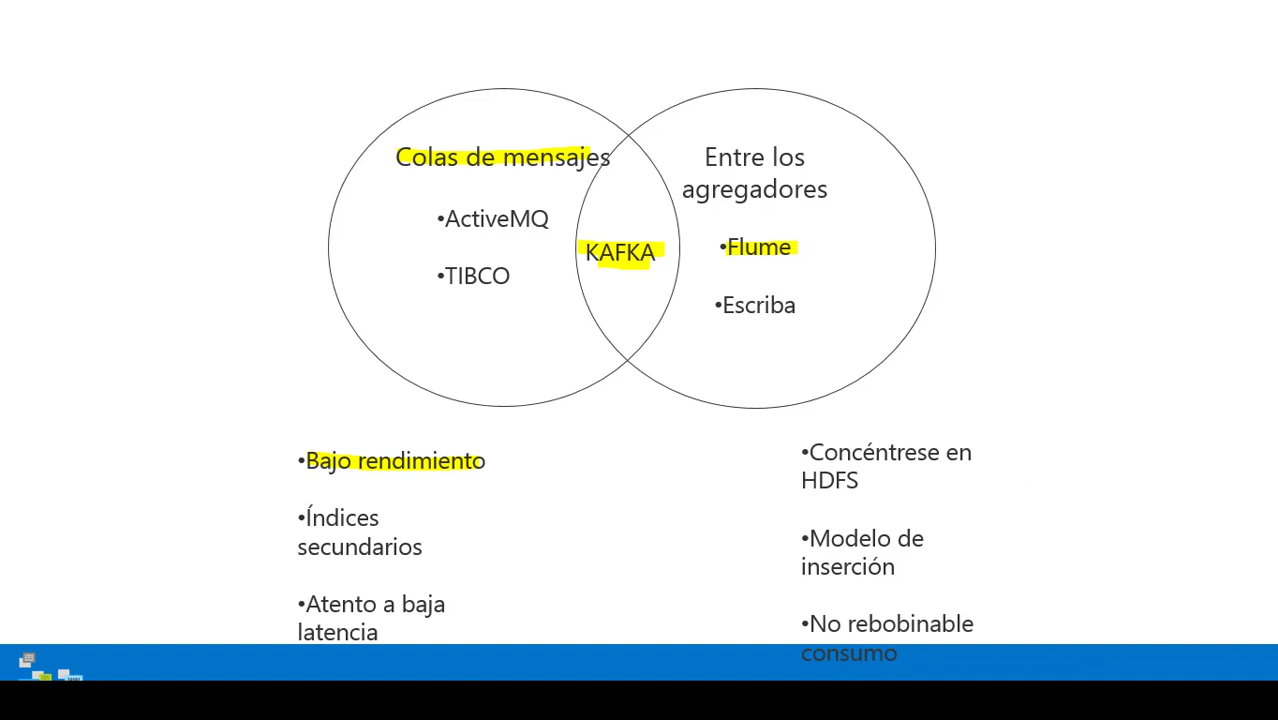 Colas de mensajes
•ActiveMQ
•TIBCO
KAFKA
Entre los
agregadores
•Flume
•Escriba
•Bajo rendimiento
•Índices
secundarios
•Atento a baja
latencia
•Concéntrese en
HDFS
•Modelo de
inserción
•No rebobinable
consumo